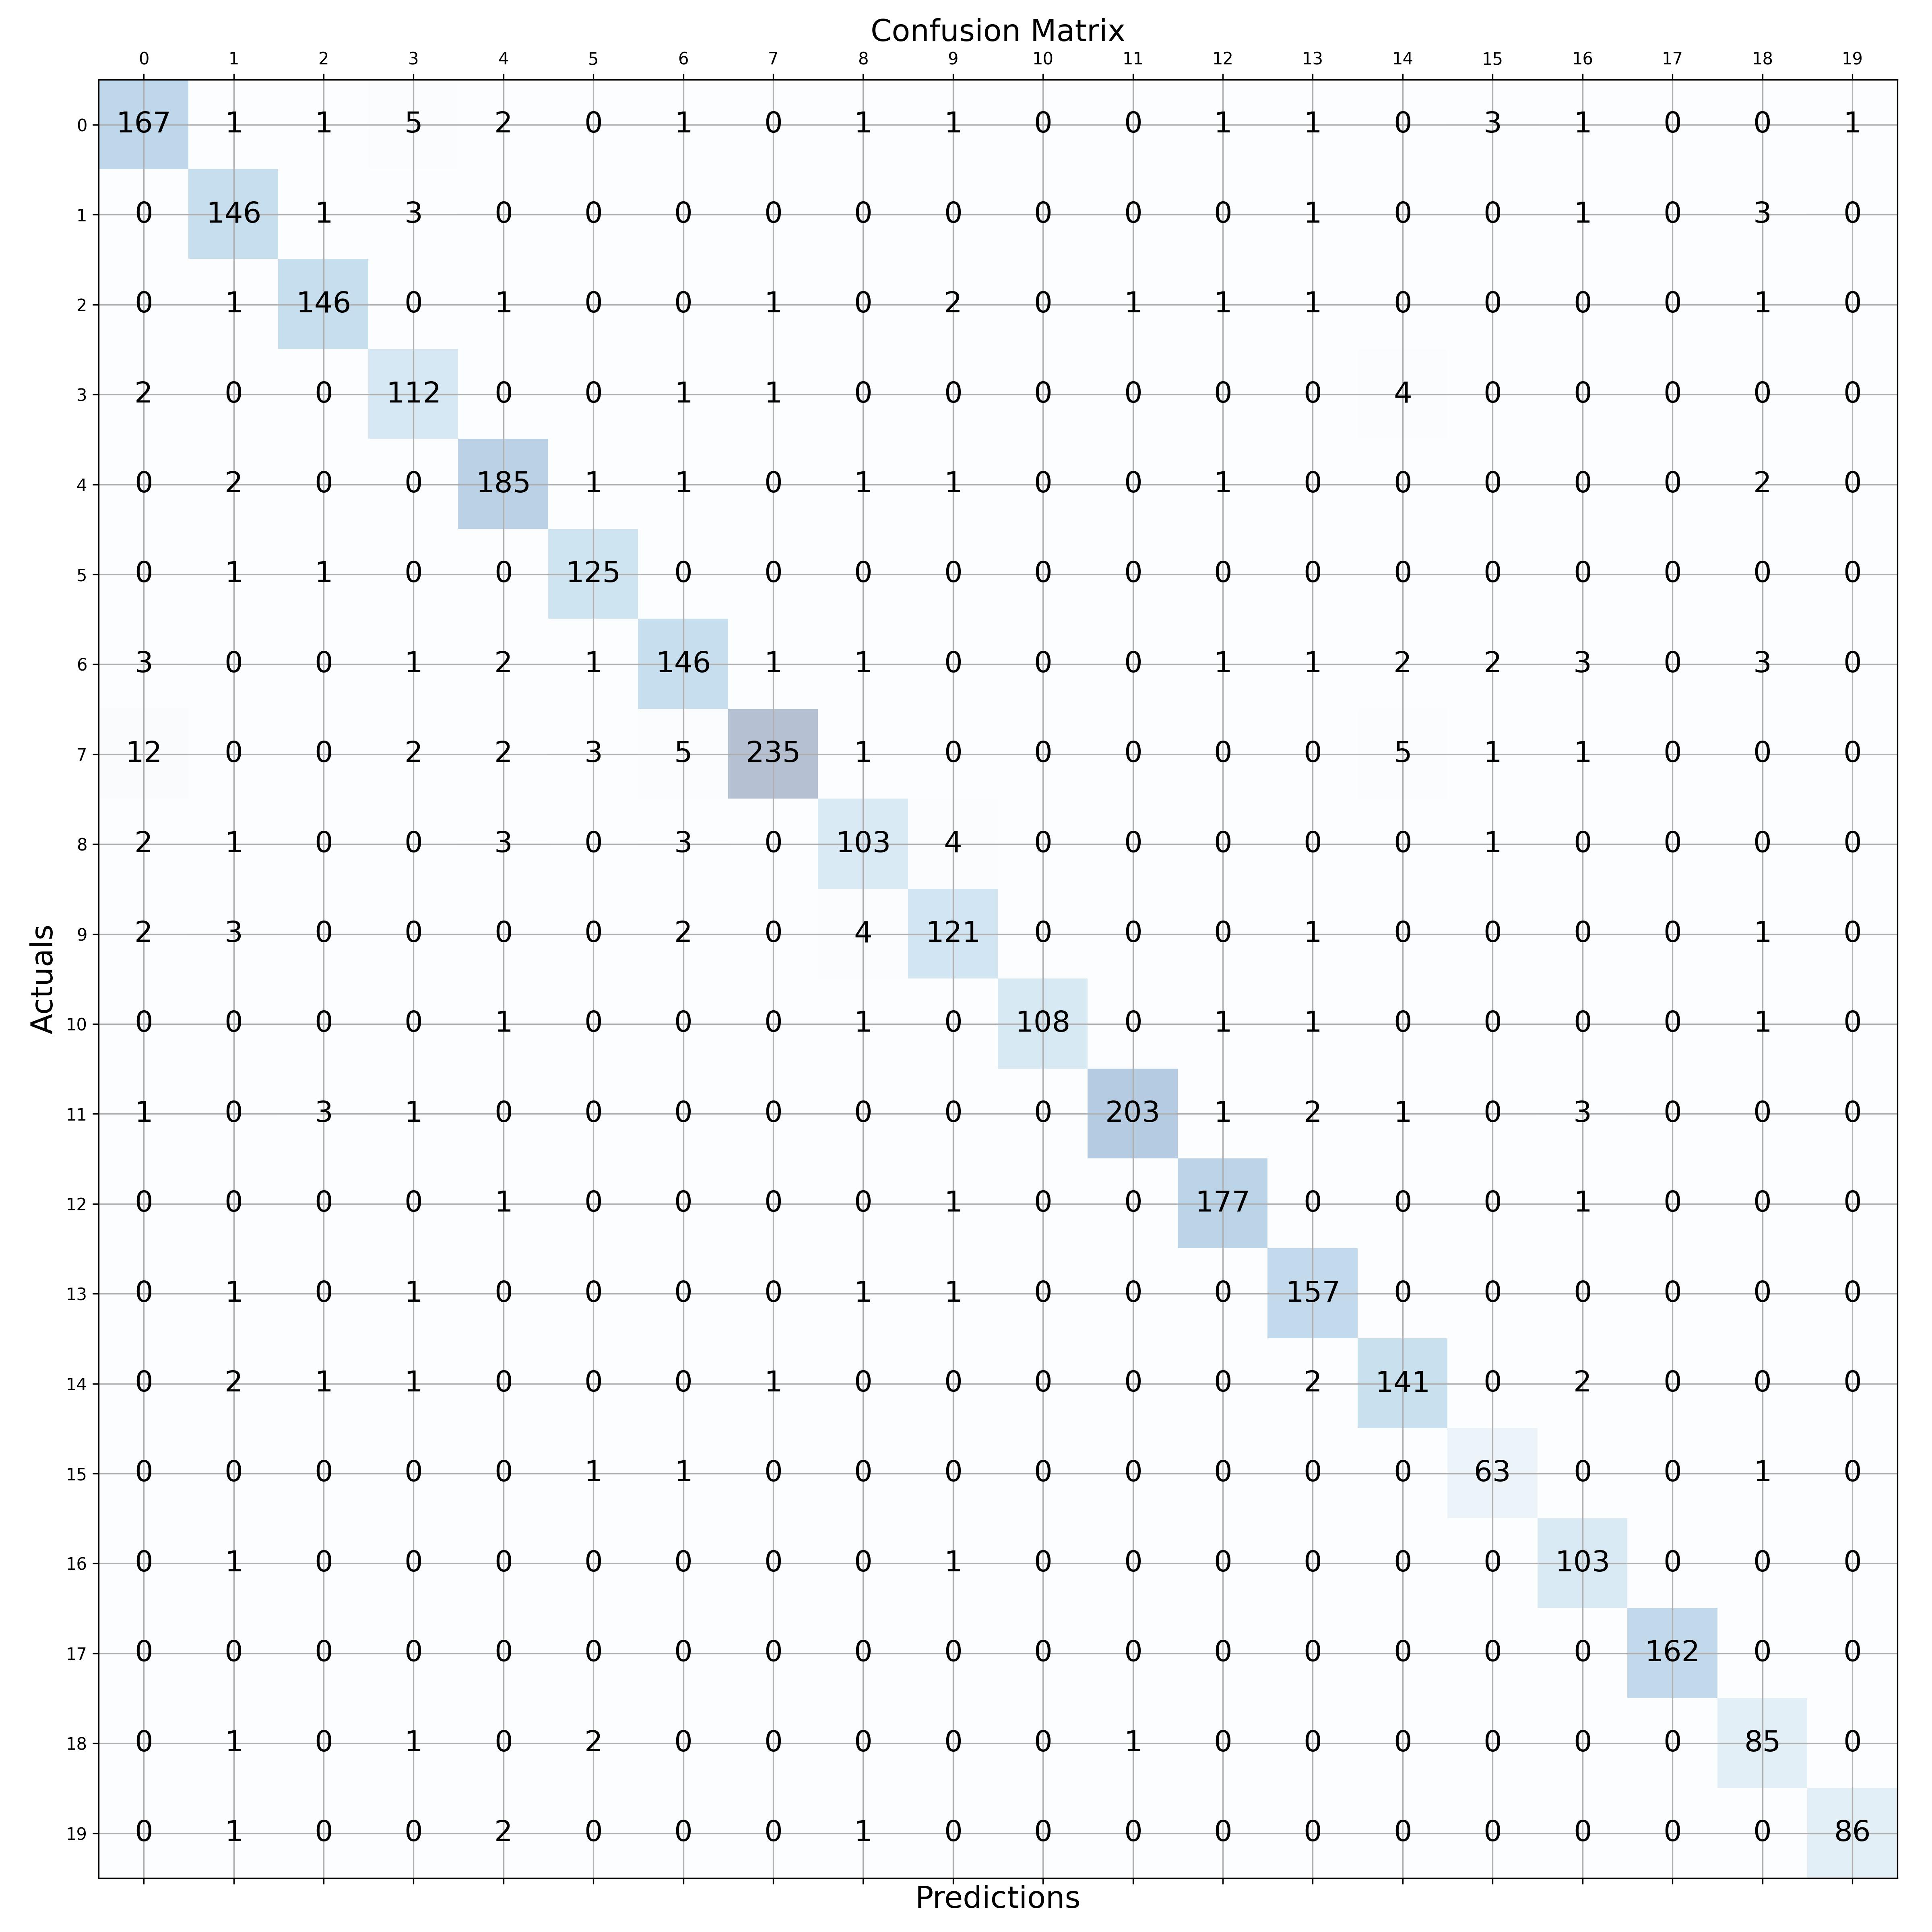 Confusion Matrix
0 1 2 3 4 5 6 7 8 9 10 11 12 13 14 15 16 17 18 19
0 167 1 1 5 2 0 1 0 1 1 0 0 1 1 0 3 1 0 0 1
1 0 146 1 3 0 0 0 0 0 0 0 0 0 1 0 0 1 0 3 0
2 0 1 146 0 1 0 0 1 0 2 0 1 1 1 0 0 0 0 1 0
3 2 0 0 112 0 0 1 1 0 0 0 0 0 0 4 0 0 0 0 0
4 0 2 0 0 185 1 1 0 1 1 0 0 1 0 0 0 0 0 2 0
5 0 1 1 0 0 125 0 0 0 0 0 0 0 0 0 0 0 0 0 0
6 3 0 0 1 2 1 146 1 1 0 0 0 1 1 2 2 3 0 3 0
7 12 0 0 2 2 3 5 235 1 0 0 0 0 0 5 1 1 0 0 0
8 2 1 0 0 3 0 3 0 103 4 0 0 0 0 0 1 0 0 0 0
9 2 3 0 0 0 0 2 0 4 121 0 0 0 1 0 0 0 0 1 0
Actuals
10 0 0 0 0 1 0 0 0 1 0 108 0 1 1 0 0 0 0 1 0
11 1 0 3 1 0 0 0 0 0 0 0 203 1 2 1 0 3 0 0 0
12 0 0 0 0 1 0 0 0 0 1 0 0 177 0 0 0 1 0 0 0
13 0 1 0 1 0 0 0 0 1 1 0 0 0 157 0 0 0 0 0 0
14 0 2 1 1 0 0 0 1 0 0 0 0 0 2 141 0 2 0 0 0
15 0 0 0 0 0 1 1 0 0 0 0 0 0 0 0 63 0 0 1 0
16 0 1 0 0 0 0 0 0 0 1 0 0 0 0 0 0 103 0 0 0
17 0 0 0 0 0 0 0 0 0 0 0 0 0 0 0 0 0 162 0 0
18 0 1 0 1 0 2 0 0 0 0 0 1 0 0 0 0 0 0 85 0
19 0 1 0 0 2 0 0 0 1 0 0 0 0 0 0 0 0 0 0 86
Predictions